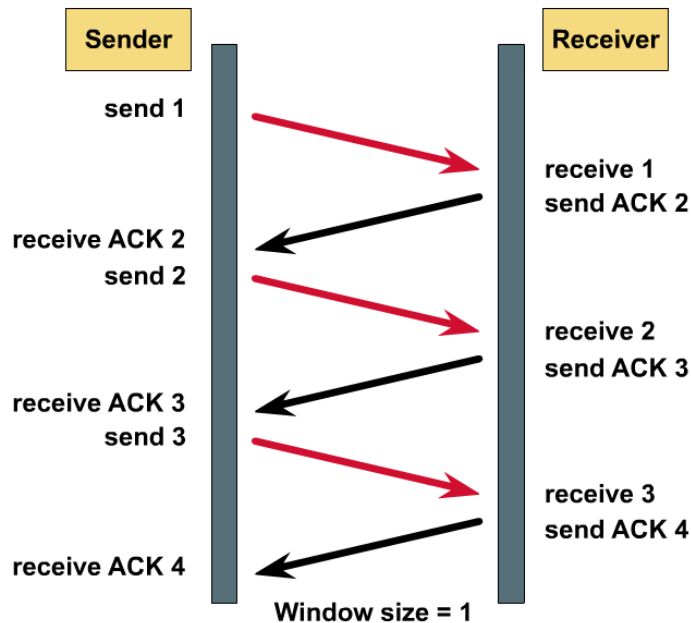 Sender
Receiver
send 1
receive 1
send ACK 2
receive ACK 2
send 2
receive 2
send ACK 3
receive ACK 3
send 3
receive 3
send ACK 4
receive ACK 4
Window size = 1